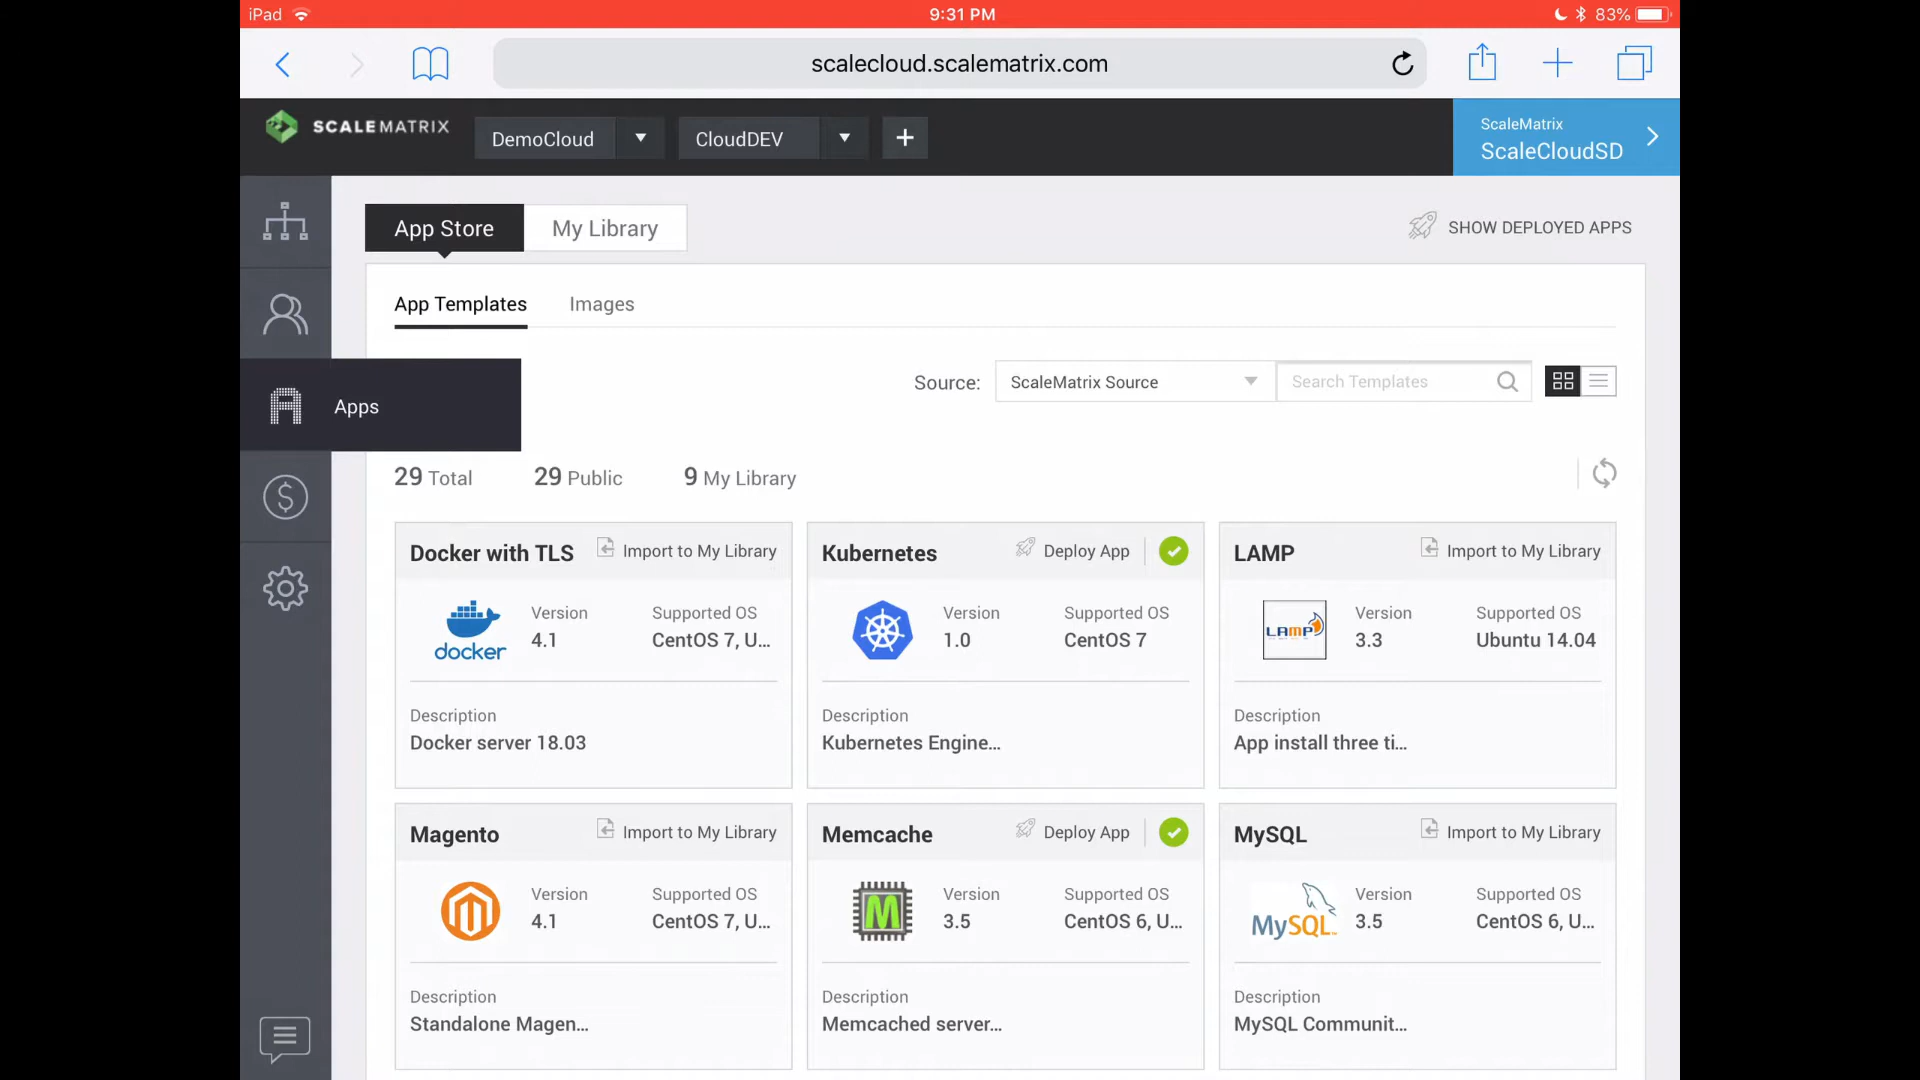 iPad 9:31 PM 83%
scalecloud.scalematrix.com
SCALEMATRIX DemoCloud CloudDEV
ScaleMatrix
ScaleCloudSD
App Store My Library SHOW DEPLOYED APPS
App Templates Images
Source: ScaleMatrix Source Search Templates
Apps
29 Total 29 Public 9 My Library
Docker with TLS Import to My Library
docker
Version Supported OS
4.1 CentOS 7, U...
Description
Docker server 18.03
Kubernetes Deploy App
Version Supported OS
1.0 CentOS 7
Description
Kubernetes Engine...
LAMP Import to My Library
LAMP
Version Supported OS
3.3 Ubuntu 14.04
Description
App install three ti...
Magento Import to My Library
Version Supported OS
4.1 CentOS 7, U...
Description
Standalone Magen...
Memcache Deploy App
M
Version Supported OS
3.5 CentOS 6, U...
Description
Memcached server...
MySQL Import to My Library
MySQL
Version Supported OS
3.5 CentOS 6, U...
Description
MySQL Communit...